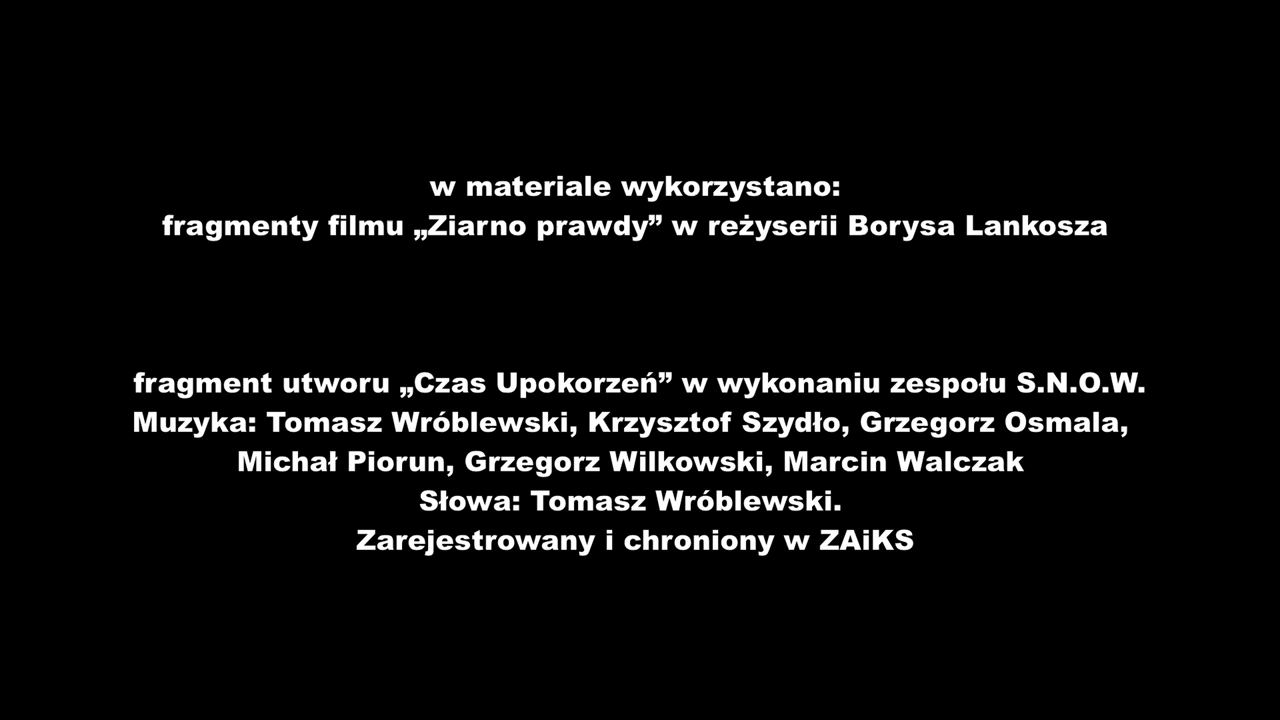 w materiale wykorzystano:
fragmenty filmu „Ziarno prawdy” w reżyserii Borysa Lankosza
fragment utworu „Czas Upokorzeń” w wykonaniu zespołu S.N.O.W.
Muzyka: Tomasz Wróblewski, Krzysztof Szydło, Grzegorz Osmala,
Michał Piorun, Grzegorz Wilkowski, Marcin Walczak
Słowa: Tomasz Wróblewski.
Zarejestrowany i chroniony w ZAiKS